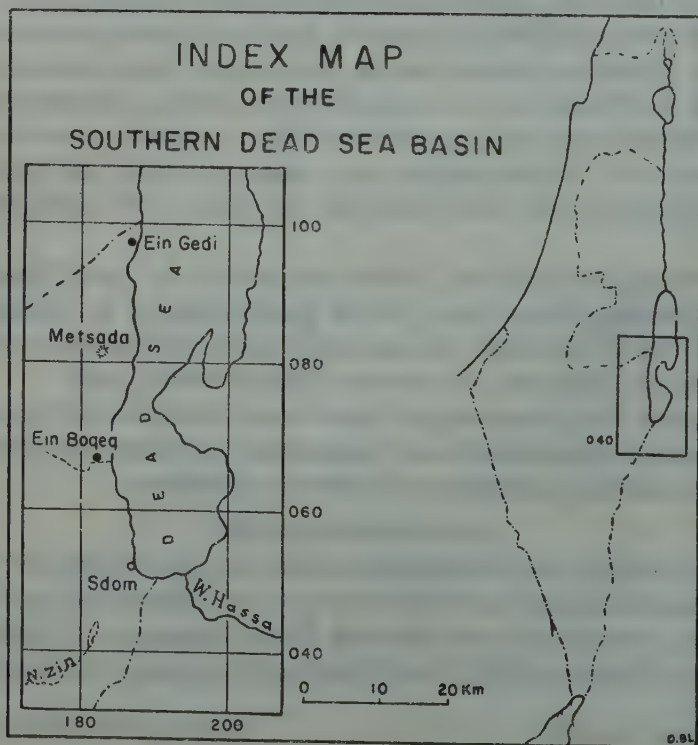 INDEX MAP
OF THE
SOUTHERN DEAD SEA BASIN
100
Ein Gedi
DEAD SEA
Metsada
080
Ein Boqeq
060
Sdom
W. Hassa
N. Zin
040
180
200
040
0 10 20 Km